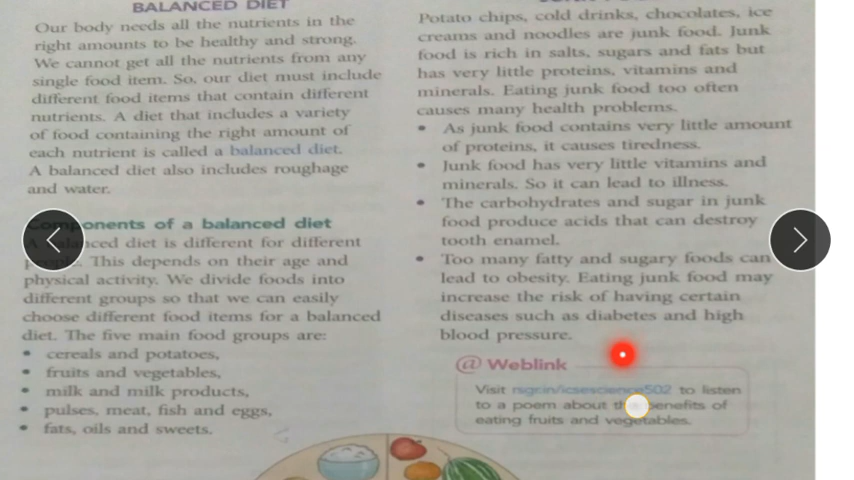 BALANCED DIET
Our body needs all the nutrients in the
right amounts to be healthy and strong.
We cannot get all the nutrients from any
single food item. So, our diet must include
different food items that contain different
nutrients. A diet that includes a variety
of food containing the right amount of
each nutrient is called a balanced diet.
A balanced diet also includes roughage
and water.
Components of a balanced diet
A balanced diet is different for different
people. This depends on their age and
physical activity. We divide foods into
different groups so that we can easily
choose different food items for a balanced
diet. The five main food groups are:
• cereals and potatoes,
• fruits and vegetables,
• milk and milk products,
• pulses, meat, fish and eggs,
• fats, oils and sweets.
Potato chips, cold drinks, chocolates, ice
creams and noodles are junk food. Junk
food is rich in salts, sugars and fats but
has very little proteins, vitamins and
minerals. Eating junk food too often
causes many health problems.
• As junk food contains very little amount
of proteins, it causes tiredness.
• Junk food has very little vitamins and
minerals. So it can lead to illness.
• The carbohydrates and sugar in junk
food produce acids that can destroy
tooth enamel.
• Too many fatty and sugary foods can
lead to obesity. Eating junk food may
increase the risk of having certain
diseases such as diabetes and high
blood pressure.
@ Weblink
Visit rsgr.in/icsescience502 to listen
to a poem about the benefits of
eating fruits and vegetables.